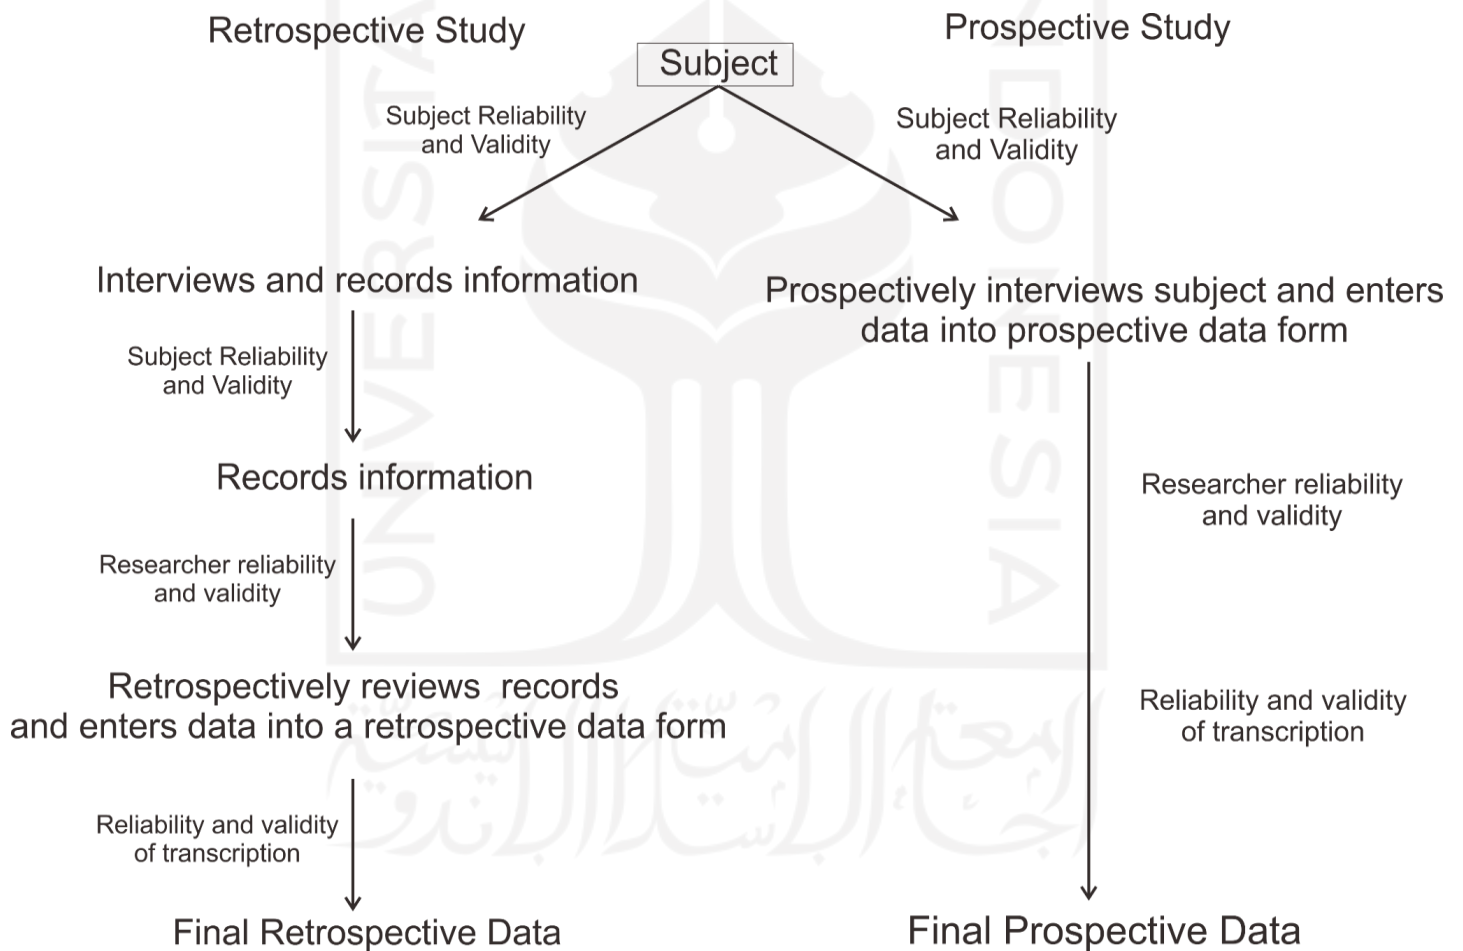 Retrospective Study
Prospective Study
Subject
Subject Reliability
and Validity
Subject Reliability
and Validity
Interviews and records information
Prospectively interviews subject and enters
data into prospective data form
Subject Reliability
and Validity
Records information
Researcher reliability
and validity
Researcher reliability
and validity
Retrospectively reviews records
and enters data into a retrospective data form
Reliability and validity
of transcription
Reliability and validity
of transcription
Final Retrospective Data
Final Prospective Data
UNIVERSITA
NDONESIA